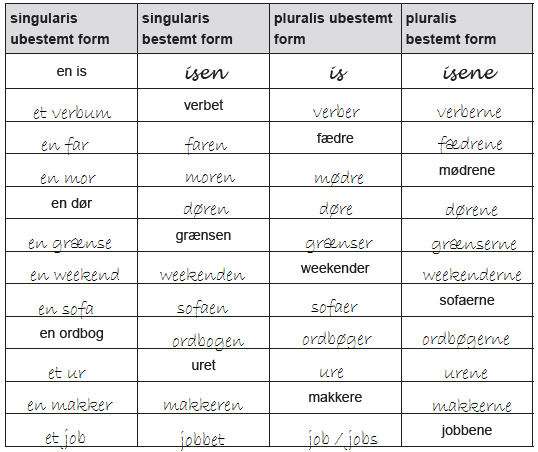 singularis ubestemt form | singularis bestemt form | pluralis ubestemt form | pluralis bestemt form
en is | isen | is | isene
et verbum | verbet | verber | verberne
en far | faren | fædre | fædrene
en mor | moren | mødre | mødrene
en dør | døren | døre | dørene
en grænse | grænsen | grænser | grænserne
en weekend | weekenden | weekender | weekenderne
en sofa | sofaen | sofaer | sofaerne
en ordbog | ordbogen | ordbøger | ordbøgerne
et ur | uret | ure | urene
en makker | makkeren | makkere | makkerne
et job | jobbet | job / jobs | jobbene